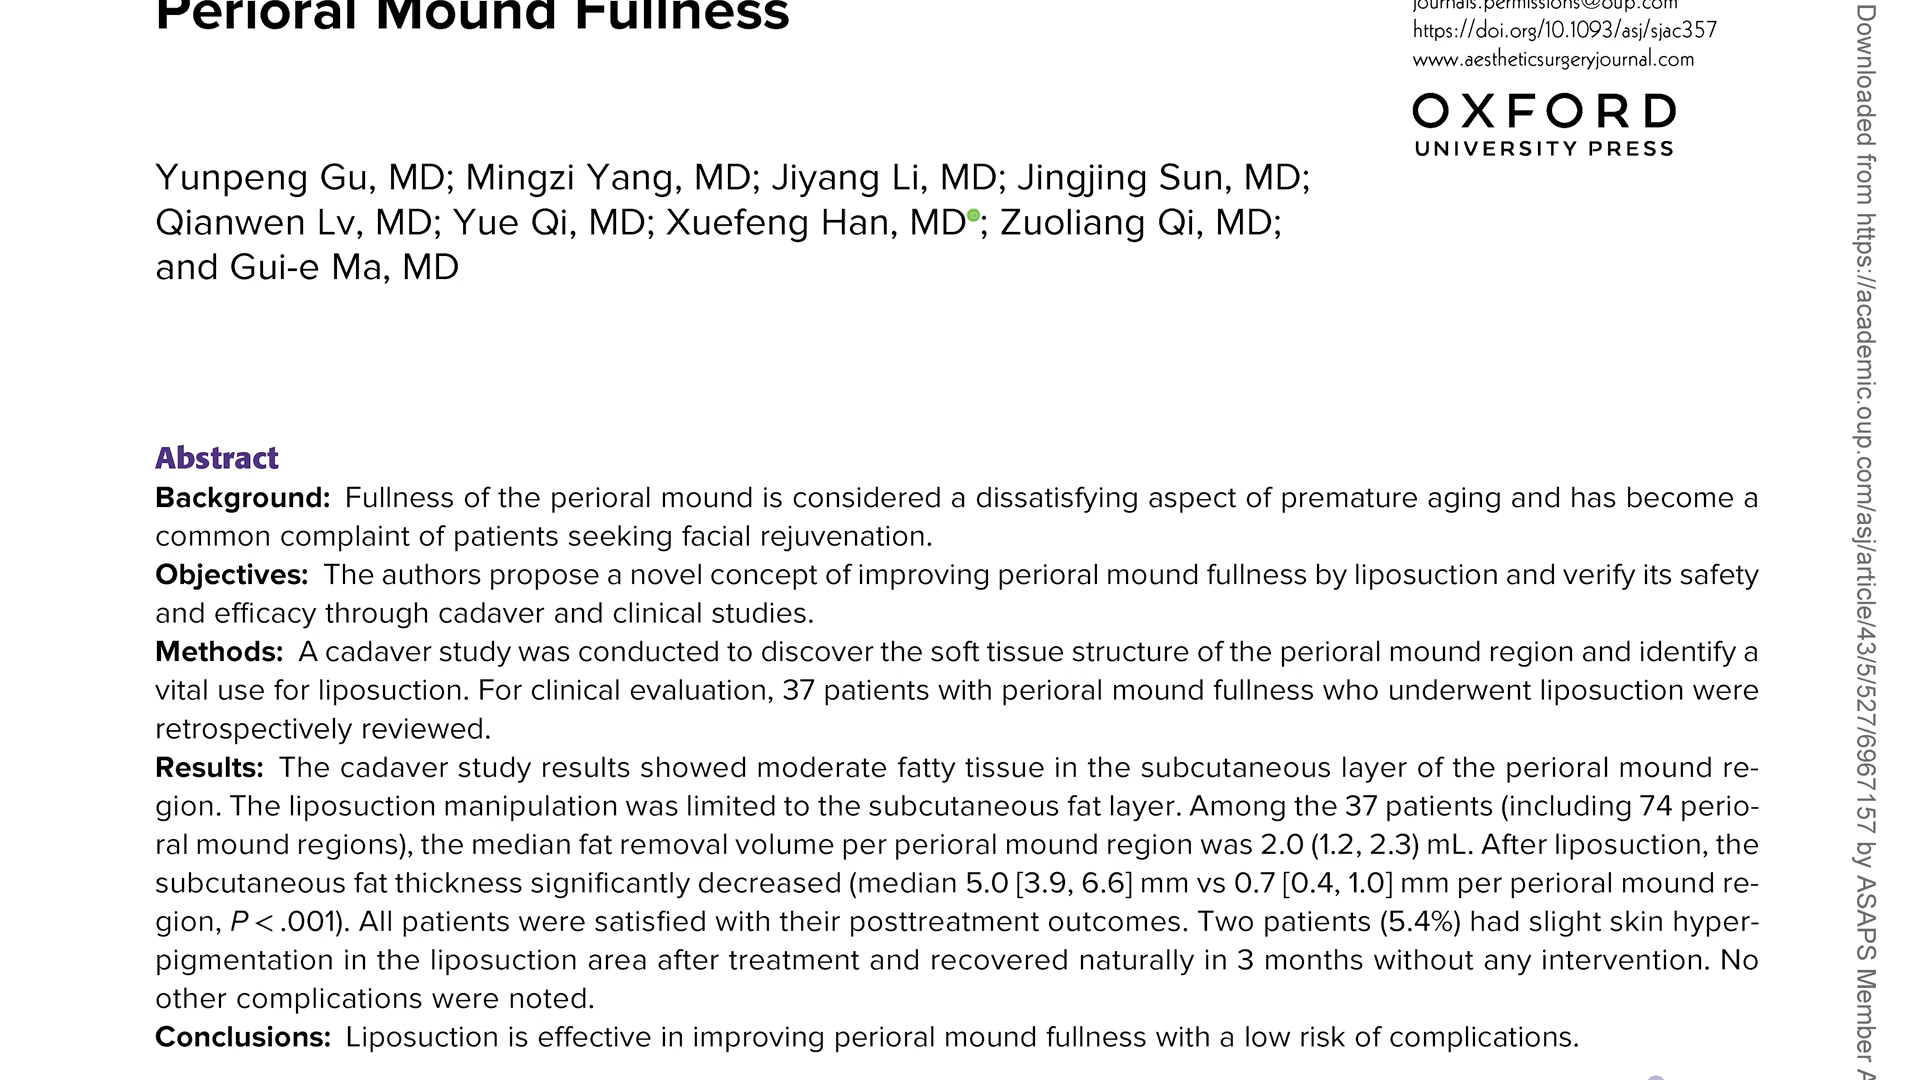 Perioral Mound Fullness
journals.permissions@oup.com
https://doi.org/10.1093/asj/sjac357
www.aestheticsurgeryjournal.com
OXFORD
UNIVERSITY PRESS
Yunpeng Gu, MD; Mingzi Yang, MD; Jiyang Li, MD; Jingjing Sun, MD;
Qianwen Lv, MD; Yue Qi, MD; Xuefeng Han, MD; Zuoliang Qi, MD;
and Gui-e Ma, MD
Abstract
Background: Fullness of the perioral mound is considered a dissatisfying aspect of premature aging and has become a
common complaint of patients seeking facial rejuvenation.
Objectives: The authors propose a novel concept of improving perioral mound fullness by liposuction and verify its safety
and efficacy through cadaver and clinical studies.
Methods: A cadaver study was conducted to discover the soft tissue structure of the perioral mound region and identify a
vital use for liposuction. For clinical evaluation, 37 patients with perioral mound fullness who underwent liposuction were
retrospectively reviewed.
Results: The cadaver study results showed moderate fatty tissue in the subcutaneous layer of the perioral mound re-
gion. The liposuction manipulation was limited to the subcutaneous fat layer. Among the 37 patients (including 74 perio-
ral mound regions), the median fat removal volume per perioral mound region was 2.0 (1.2, 2.3) mL. After liposuction, the
subcutaneous fat thickness significantly decreased (median 5.0 [3.9, 6.6] mm vs 0.7 [0.4, 1.0] mm per perioral mound re-
gion, P < .001). All patients were satisfied with their posttreatment outcomes. Two patients (5.4%) had slight skin hyper-
pigmentation in the liposuction area after treatment and recovered naturally in 3 months without any intervention. No
other complications were noted.
Conclusions: Liposuction is effective in improving perioral mound fullness with a low risk of complications.
Downloaded from https://academic.oup.com/asj/article/43/5/527/6967157 by ASAPS Member A